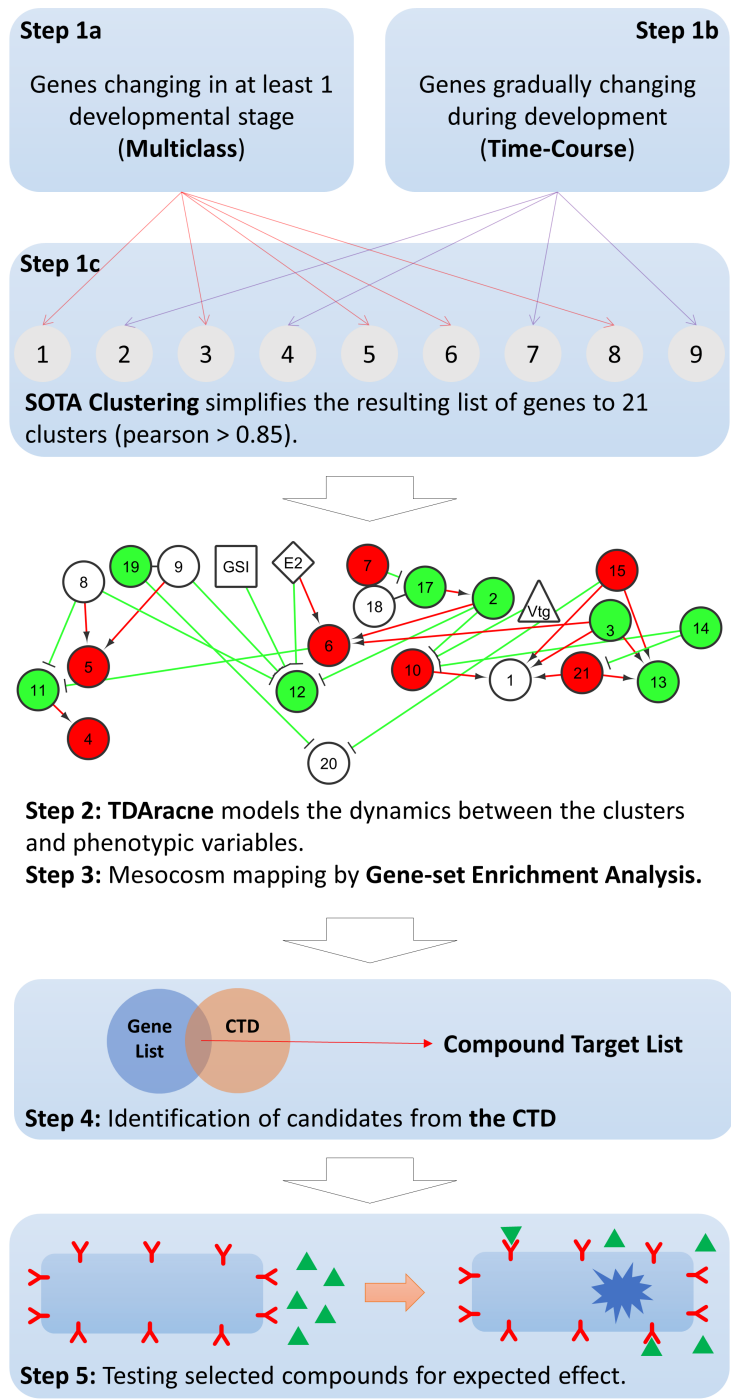 Step 1a
Genes changing in at least 1
developmental stage
(Multiclass)
Step 1b
Genes gradually changing
during development
(Time-Course)
Step 1c
1 2 3 4 5 6 7 8 9
SOTA Clustering simplifies the resulting list of genes to 21
clusters (pearson > 0.85).
8
19
9
GSI
E2
7
18
17
2
Vtg
15
3
14
5
6
11
12
10
1
21
13
4
20
Step 2: TDAracne models the dynamics between the clusters
and phenotypic variables.
Step 3: Mesocosm mapping by Gene-set Enrichment Analysis.
Gene
List
CTD
Compound Target List
Step 4: Identification of candidates from the CTD
Step 5: Testing selected compounds for expected effect.